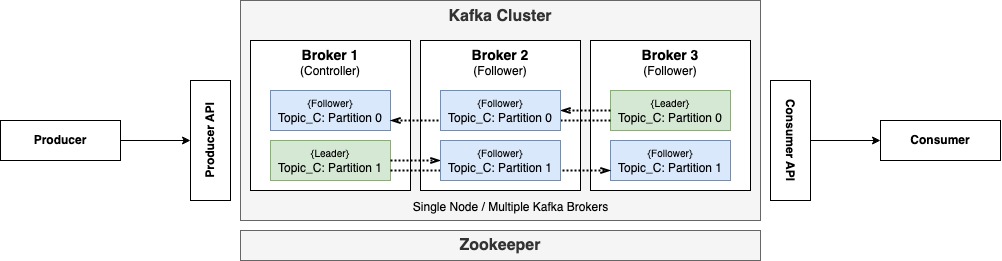 Kafka Cluster
Broker 1
(Controller)
Broker 2
(Follower)
Broker 3
(Follower)
{Follower}
Topic_C: Partition 0
{Follower}
Topic_C: Partition 0
{Leader}
Topic_C: Partition 0
Producer
Producer API
{Leader}
Topic_C: Partition 1
{Follower}
Topic_C: Partition 1
{Follower}
Topic_C: Partition 1
Consumer API
Consumer
Single Node / Multiple Kafka Brokers
Zookeeper